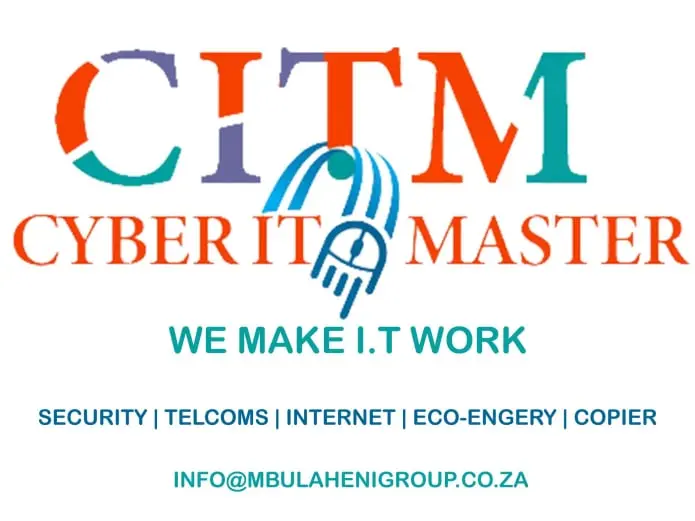 CITM
CYBER IT MASTER
WE MAKE I.T WORK
SECURITY | TELCOMS | INTERNET | ECO-ENGERY | COPIER
INFO@MBULAHENIGROUP.CO.ZA